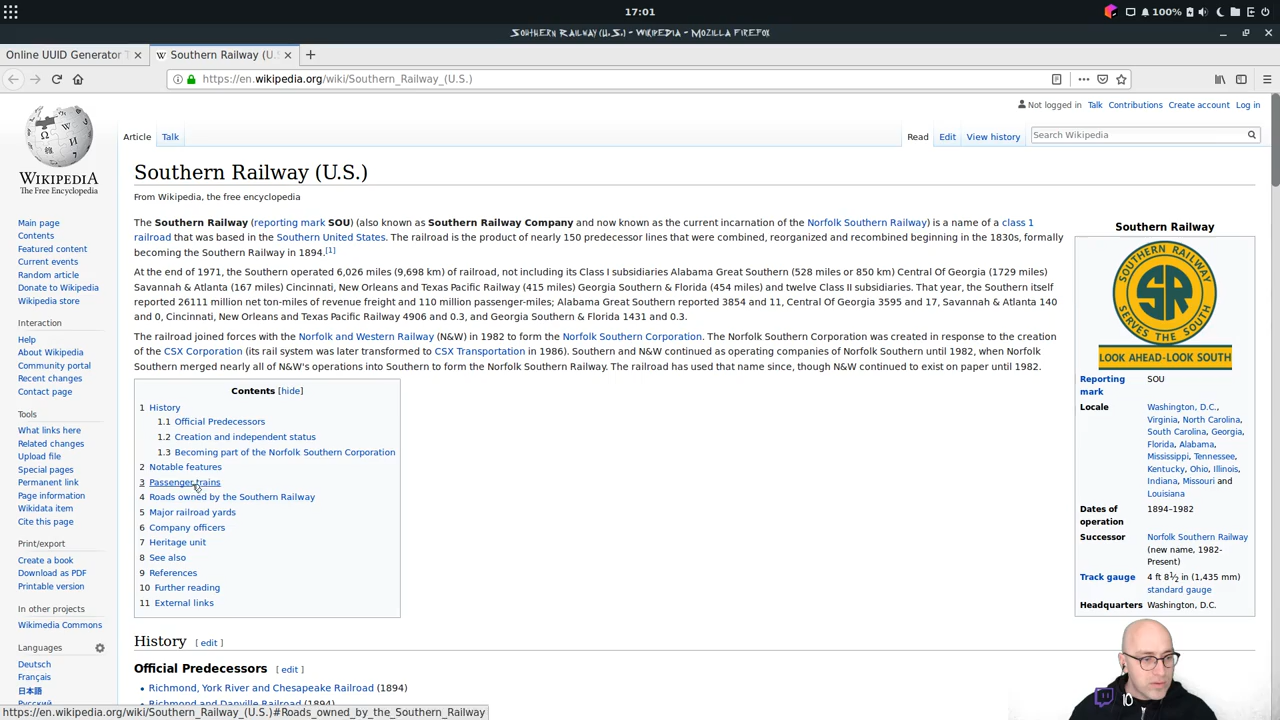 17:01
100%
Southern Railway (U.S.) - Wikipedia - Mozilla Firefox
Online UUID Generator T
Southern Railway (U.S.
https://en.wikipedia.org/wiki/Southern_Railway_(U.S.)
Not logged in Talk Contributions Create account Log in
Article Talk Read Edit View history Search Wikipedia
WIKIPEDIA
The Free Encyclopedia
Main page
Contents
Featured content
Current events
Random article
Donate to Wikipedia
Wikipedia store
Interaction
Help
About Wikipedia
Community portal
Recent changes
Contact page
Tools
What links here
Related changes
Upload file
Special pages
Permanent link
Page information
Wikidata item
Cite this page
Print/export
Create a book
Download as PDF
Printable version
In other projects
Wikimedia Commons
Languages
Deutsch
Français
日本語
Русский
Southern Railway (U.S.)
From Wikipedia, the free encyclopedia
The Southern Railway (reporting mark SOU) (also known as Southern Railway Company and now known as the current incarnation of the Norfolk Southern Railway) is a name of a class 1
railroad that was based in the Southern United States. The railroad is the product of nearly 150 predecessor lines that were combined, reorganized and recombined beginning in the 1830s, formally
becoming the Southern Railway in 1894.[1]
At the end of 1971, the Southern operated 6,026 miles (9,698 km) of railroad, not including its Class I subsidiaries Alabama Great Southern (528 miles or 850 km) Central Of Georgia (1729 miles)
Savannah & Atlanta (167 miles) Cincinnati, New Orleans and Texas Pacific Railway (415 miles) Georgia Southern & Florida (454 miles) and twelve Class II subsidiaries. That year, the Southern itself
reported 26111 million net ton-miles of revenue freight and 110 million passenger-miles; Alabama Great Southern reported 3854 and 11, Central Of Georgia 3595 and 17, Savannah & Atlanta 140
and 0, Cincinnati, New Orleans and Texas Pacific Railway 4906 and 0.3, and Georgia Southern & Florida 1431 and 0.3.
The railroad joined forces with the Norfolk and Western Railway (N&W) in 1982 to form the Norfolk Southern Corporation. The Norfolk Southern Corporation was created in response to the creation
of the CSX Corporation (its rail system was later transformed to CSX Transportation in 1986). Southern and N&W continued as operating companies of Norfolk Southern until 1982, when Norfolk
Southern merged nearly all of N&W's operations into Southern to form the Norfolk Southern Railway. The railroad has used that name since, though N&W continued to exist on paper until 1982.
Contents [hide]
1 History
1.1 Official Predecessors
1.2 Creation and independent status
1.3 Becoming part of the Norfolk Southern Corporation
2 Notable features
3 Passenger trains
4 Roads owned by the Southern Railway
5 Major railroad yards
6 Company officers
7 Heritage unit
8 See also
9 References
10 Further reading
11 External links
History [ edit ]
Official Predecessors [ edit ]
• Richmond, York River and Chesapeake Railroad (1894)
• Richmond and Danville Railroad (1894)
Southern Railway
SOUTHERN RAILWAY
SR
SERVES THE SOUTH
LOOK AHEAD-LOOK SOUTH
Reporting mark SOU
Locale Washington, D.C.,
Virginia, North Carolina,
South Carolina, Georgia,
Florida, Alabama,
Mississippi, Tennessee,
Kentucky, Ohio, Illinois,
Indiana, Missouri and
Louisiana
Dates of operation 1894–1982
Successor Norfolk Southern Railway
(new name, 1982-
Present)
Track gauge 4 ft 8 1⁄2 in (1,435 mm)
standard gauge
Headquarters Washington, D.C.
10
https://en.wikipedia.org/wiki/Southern_Railway_(U.S.)#Roads_owned_by_the_Southern_Railway